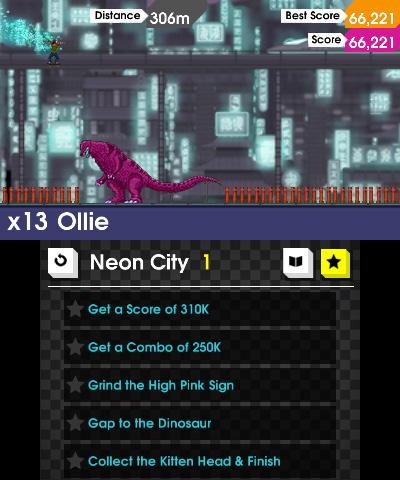 Distance 306m Best Score 66,221
Score 66,221
x13 Ollie
Neon City 1
Get a Score of 310K
Get a Combo of 250K
Grind the High Pink Sign
Gap to the Dinosaur
Collect the Kitten Head & Finish